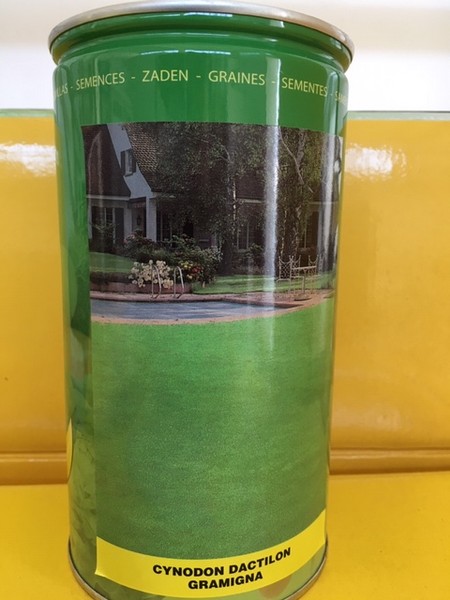 SEMENCES - ZADEN - GRAINES - SEMENTES -
CYNODON DACTILON
GRAMIGNA